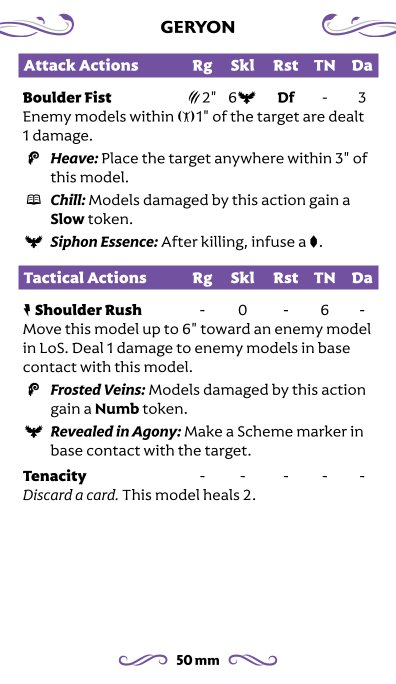 GERYON
Attack Actions Rg Skl Rst TN Da
Boulder Fist 2" 6 Df - 3
Enemy models within 1" of the target are dealt
1 damage.
Heave: Place the target anywhere within 3" of
this model.
Chill: Models damaged by this action gain a
Slow token.
Siphon Essence: After killing, infuse a .
Tactical Actions Rg Skl Rst TN Da
Shoulder Rush - 0 - 6 -
Move this model up to 6" toward an enemy model
in LoS. Deal 1 damage to enemy models in base
contact with this model.
Frosted Veins: Models damaged by this action
gain a Numb token.
Revealed in Agony: Make a Scheme marker in
base contact with the target.
Tenacity - - - - -
Discard a card. This model heals 2.
50 mm